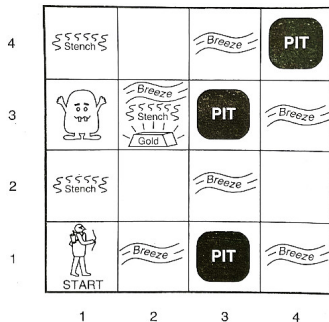 4 Stench Breeze PIT
3 Breeze
Stench PIT Breeze
Gold
2 Stench Breeze
1 Breeze PIT Breeze
START
1 2 3 4